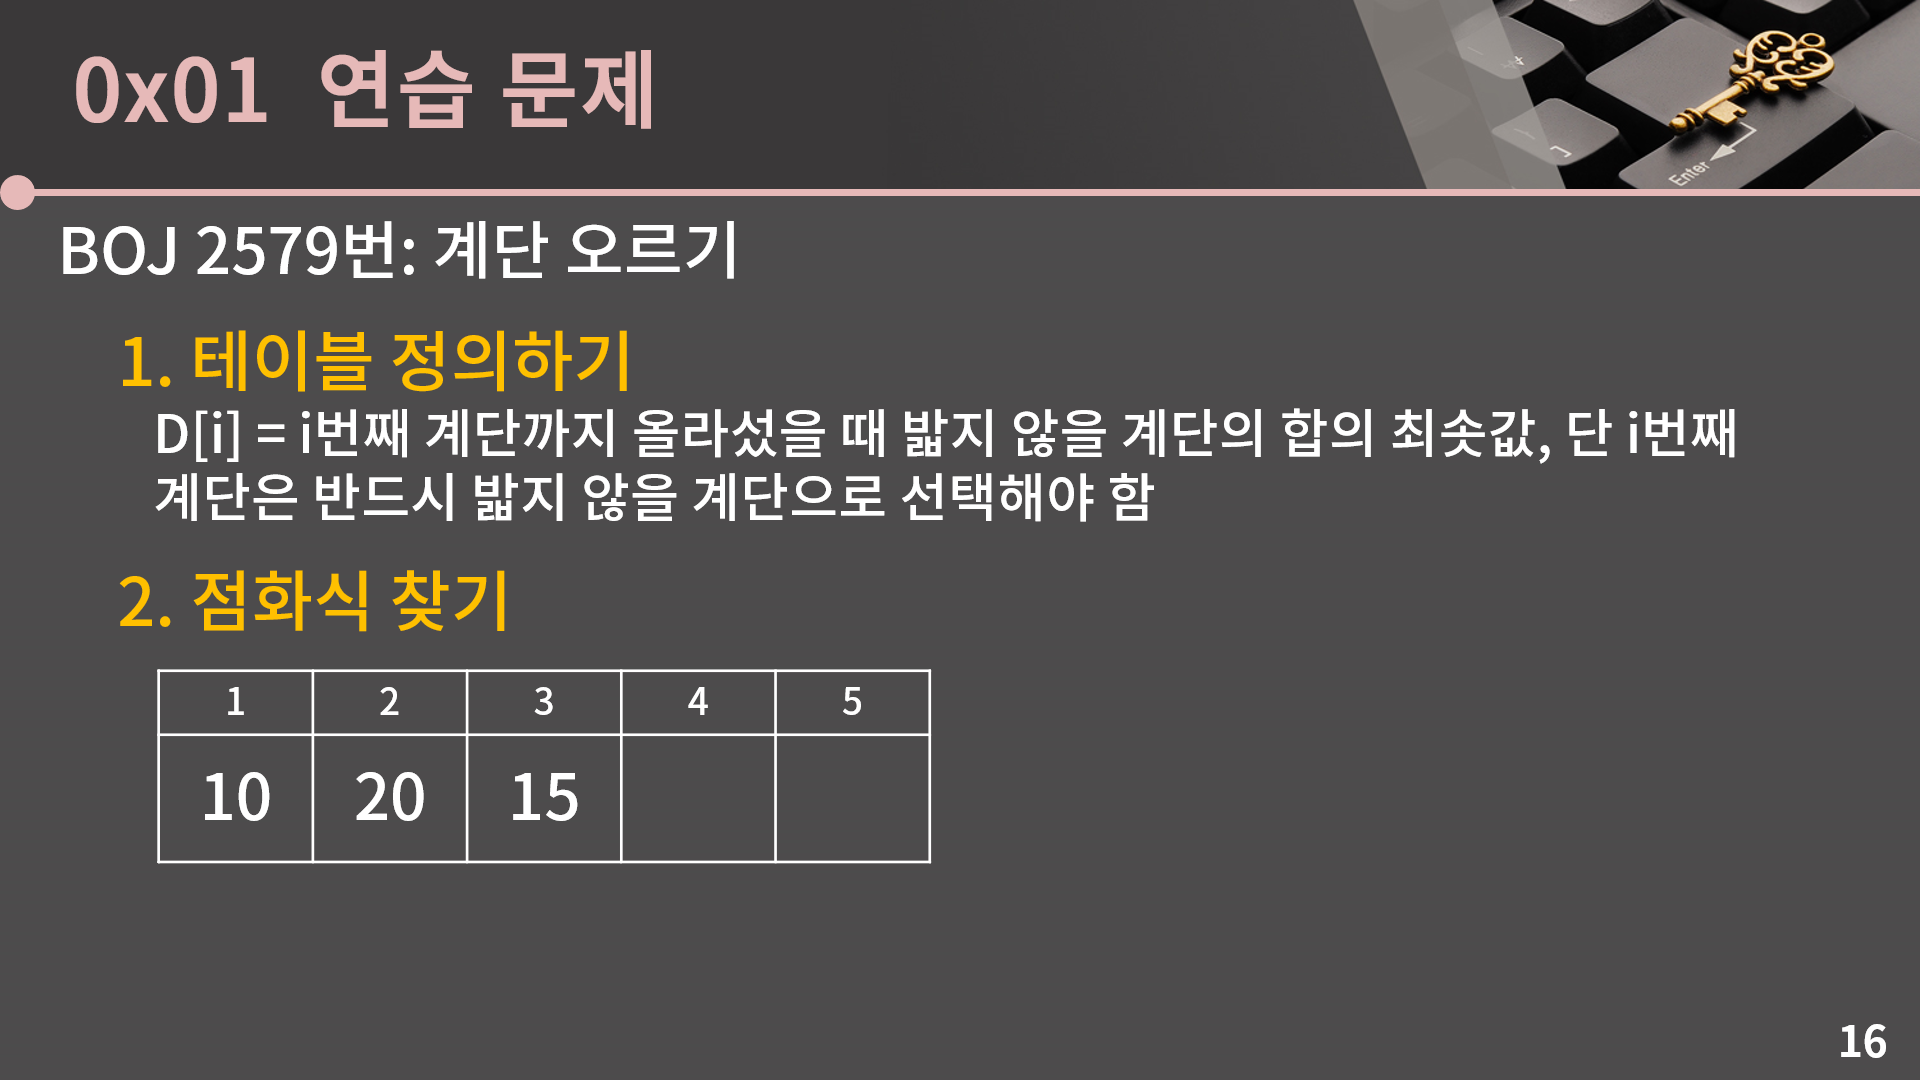 0x01 연습 문제
BOJ 2579번: 계단 오르기
1. 테이블 정의하기
D[i] = i번째 계단까지 올라섰을 때 밟지 않을 계단의 합의 최솟값, 단 i번째
계단은 반드시 밟지 않을 계단으로 선택해야 함
2. 점화식 찾기
1 2 3 4 5
10 20 15
Enter
16